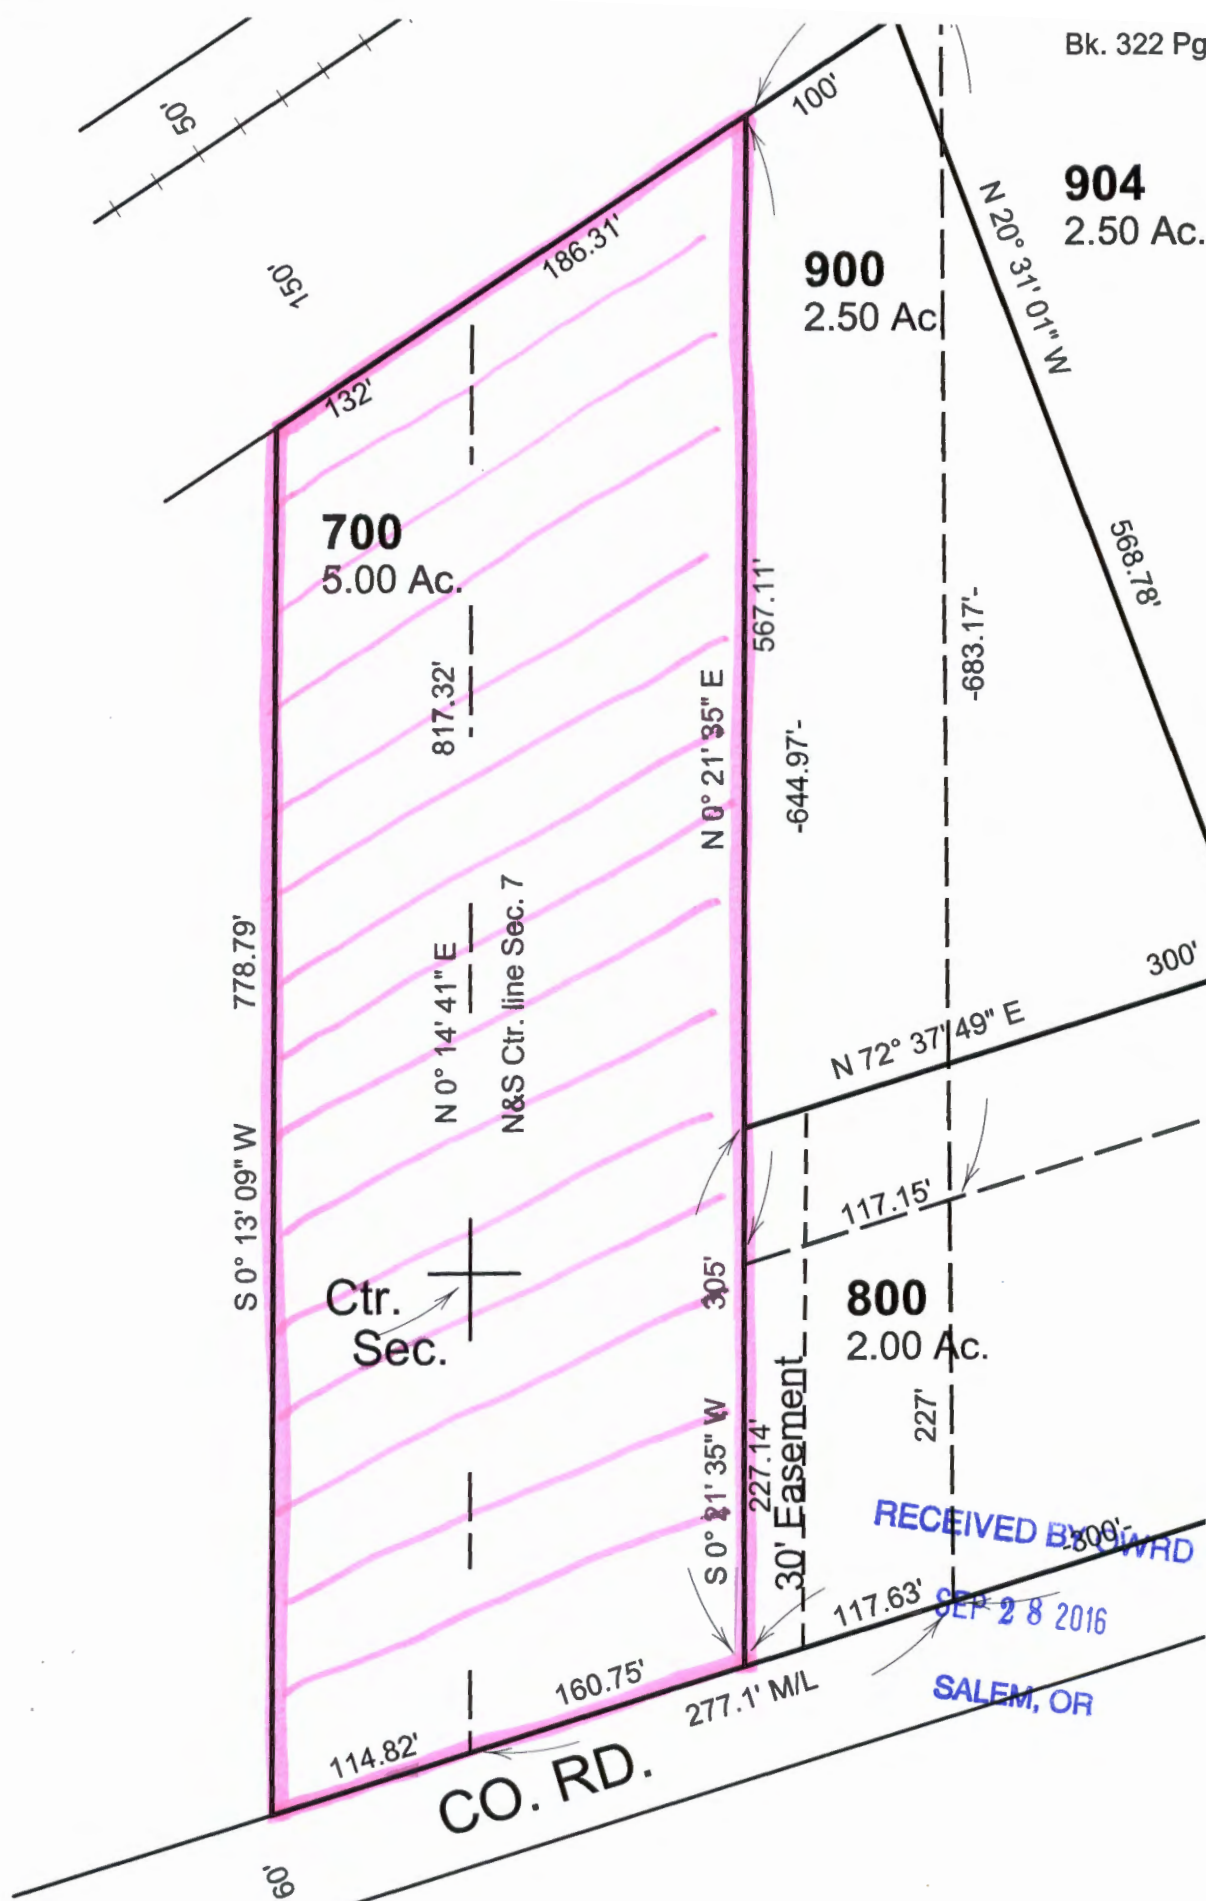 Bk. 322 Pg
50'
100'
904
2.50 Ac.
N 20° 31' 01" W
186.31'
150'
900
2.50 Ac
132'
700
5.00 Ac.
568.78'
567.11'
-683.17'-
817.32'
N 0° 21' 35" E
-644.97'-
778.79'
N 0° 14' 41" E
N&S Ctr. line Sec. 7
300'
N 72° 37' 49" E
S 0° 13' 09" W
117.15'
305'
Ctr.
Sec.
800
2.00 Ac.
227'
S 0° 21' 35" W
227.14'
30' Easement
RECEIVED BY OWRD
-300'-
117.63'
SEP 28 2016
160.75'
277.1' M/L
SALEM, OR
114.82'
CO. RD.
60'